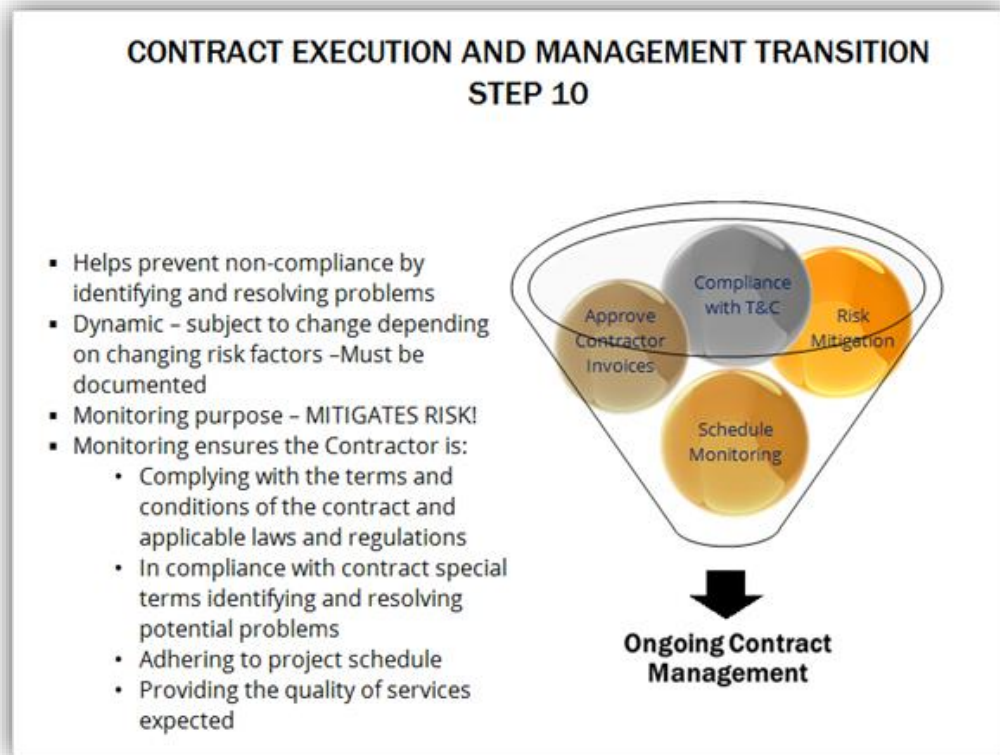 CONTRACT EXECUTION AND MANAGEMENT TRANSITION
STEP 10
▪ Helps prevent non-compliance by
identifying and resolving problems
▪ Dynamic – subject to change depending
on changing risk factors –Must be
documented
▪ Monitoring purpose – MITIGATES RISK!
▪ Monitoring ensures the Contractor is:
• Complying with the terms and
conditions of the contract and
applicable laws and regulations
• In compliance with contract special
terms identifying and resolving
potential problems
• Adhering to project schedule
• Providing the quality of services
expected
Approve
Contractor
Invoices
Compliance
with T&C
Risk
Mitigation
Schedule
Monitoring
Ongoing Contract
Management